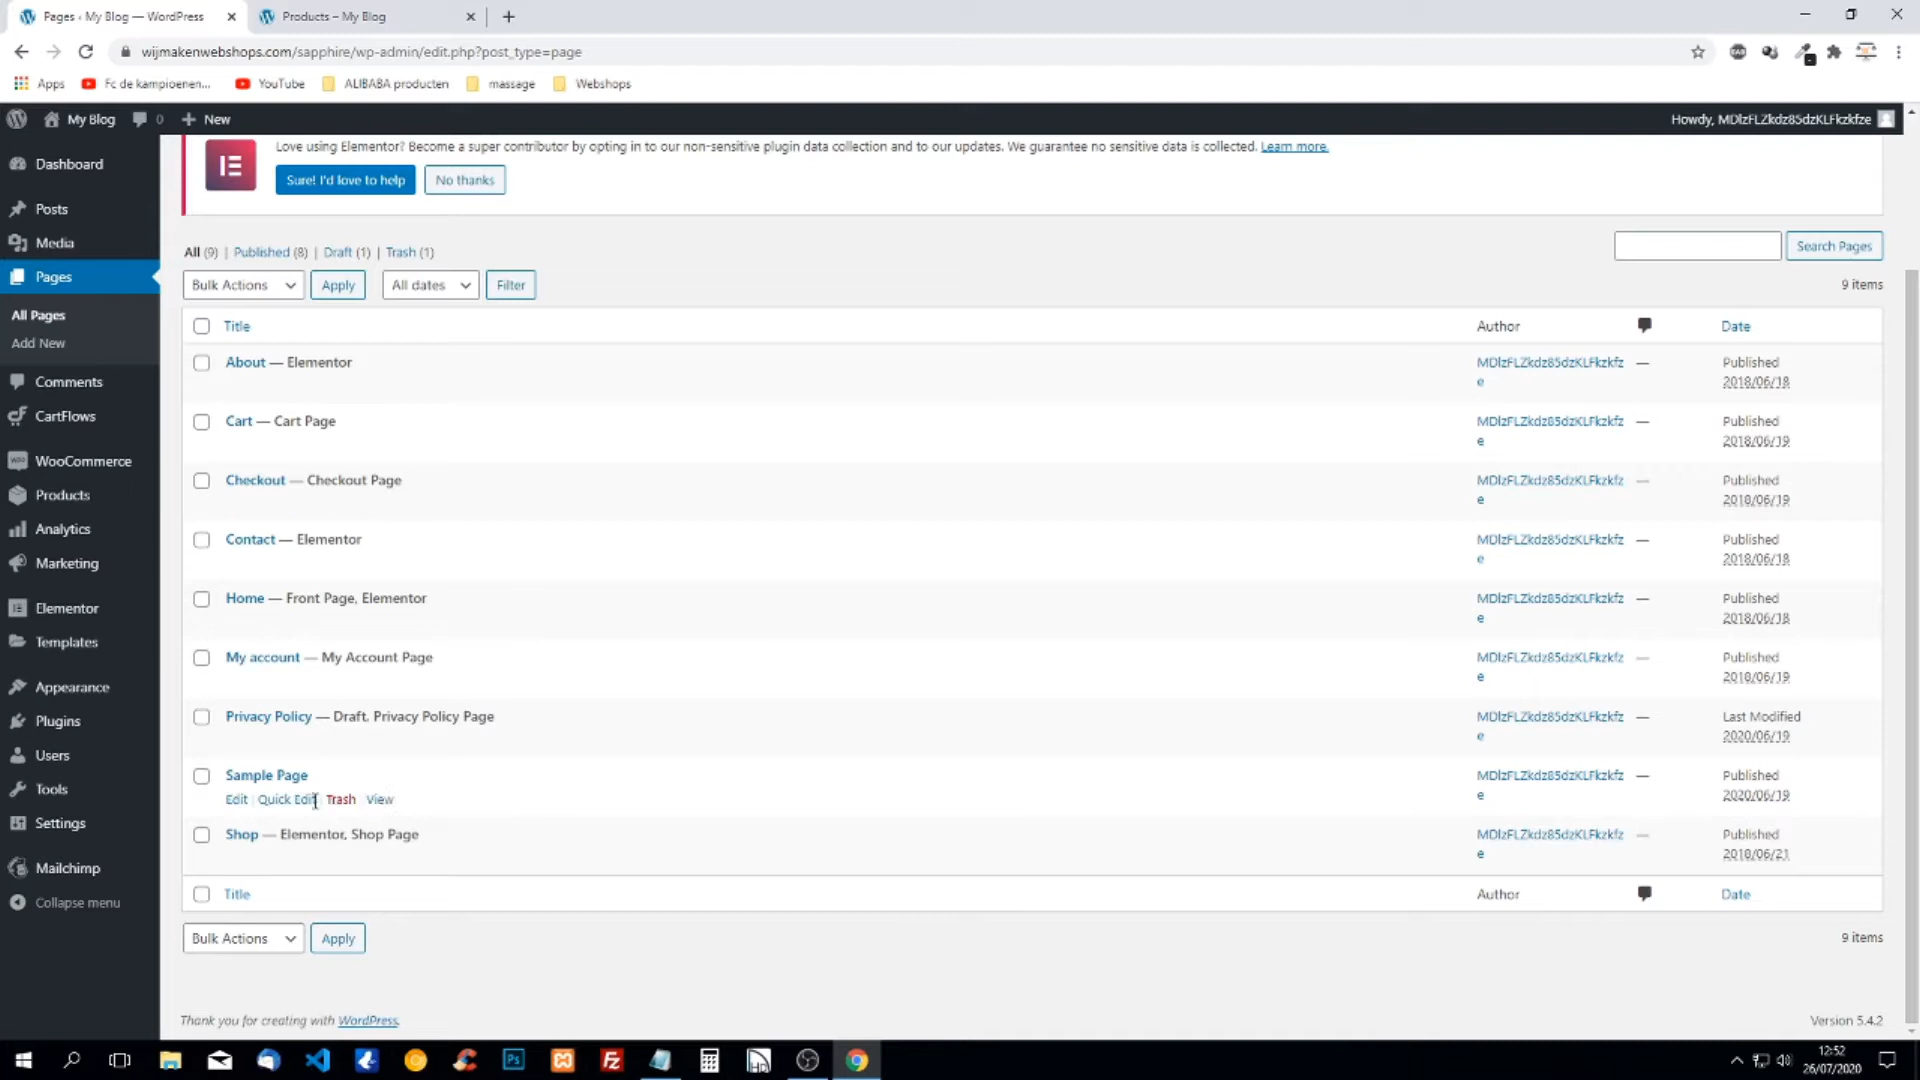 Pages ‹ My Blog — WordPress
Products – My Blog
wijmakenwebshops.com/sapphire/wp-admin/edit.php?post_type=page
Apps
Fc de kampioenen...
YouTube
ALIBABA producten
massage
Webshops
My Blog
0
New
Howdy, MDlzFLZkdz85dzKLFkzkfze
Dashboard
Posts
Media
Pages
All Pages
Add New
Comments
CartFlows
WooCommerce
Products
Analytics
Marketing
Elementor
Templates
Appearance
Plugins
Users
Tools
Settings
Mailchimp
Collapse menu
Love using Elementor? Become a super contributor by opting in to our non-sensitive plugin data collection and to our updates. We guarantee no sensitive data is collected. Learn more.
Sure! I'd love to help
No thanks
All (9) | Published (8) | Draft (1) | Trash (1)
Search Pages
Bulk Actions
Apply
All dates
Filter
9 items
Title
Author
Date
About — Elementor
MDlzFLZkdz85dzKLFkzkfz
e
—
Published
2018/06/18
Cart — Cart Page
MDlzFLZkdz85dzKLFkzkfz
e
—
Published
2018/06/19
Checkout — Checkout Page
MDlzFLZkdz85dzKLFkzkfz
e
—
Published
2018/06/19
Contact — Elementor
MDlzFLZkdz85dzKLFkzkfz
e
—
Published
2018/06/18
Home — Front Page, Elementor
MDlzFLZkdz85dzKLFkzkfz
e
—
Published
2018/06/18
My account — My Account Page
MDlzFLZkdz85dzKLFkzkfz
e
—
Published
2018/06/19
Privacy Policy — Draft, Privacy Policy Page
MDlzFLZkdz85dzKLFkzkfz
e
—
Last Modified
2020/06/19
Sample Page
Edit | Quick Edit | Trash | View
MDlzFLZkdz85dzKLFkzkfz
e
—
Published
2020/06/19
Shop — Elementor, Shop Page
MDlzFLZkdz85dzKLFkzkfz
e
—
Published
2018/06/21
Title
Author
Date
Bulk Actions
Apply
9 items
Thank you for creating with WordPress.
Version 5.4.2
12:52
26/07/2020